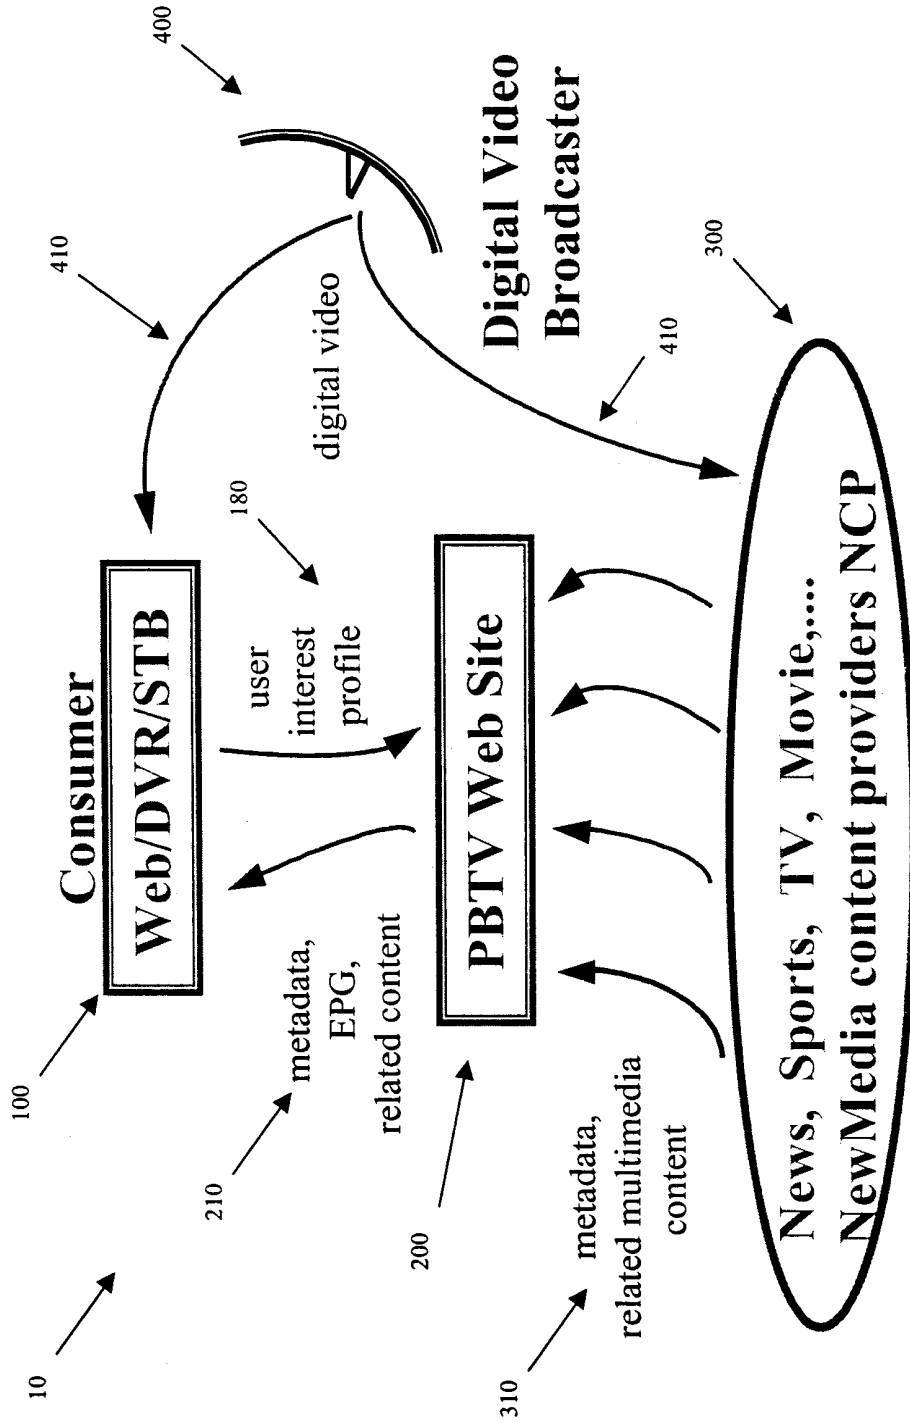 10
100
Consumer
Web/DVR/STB
410
400
210
metadata,
EPG,
related content
user
interest
profile
180
digital video
Digital Video
Broadcaster
200
PBTV Web Site
410
310
metadata,
related multimedia
content
300
News, Sports, TV, Movie,....
NewMedia content providers NCP